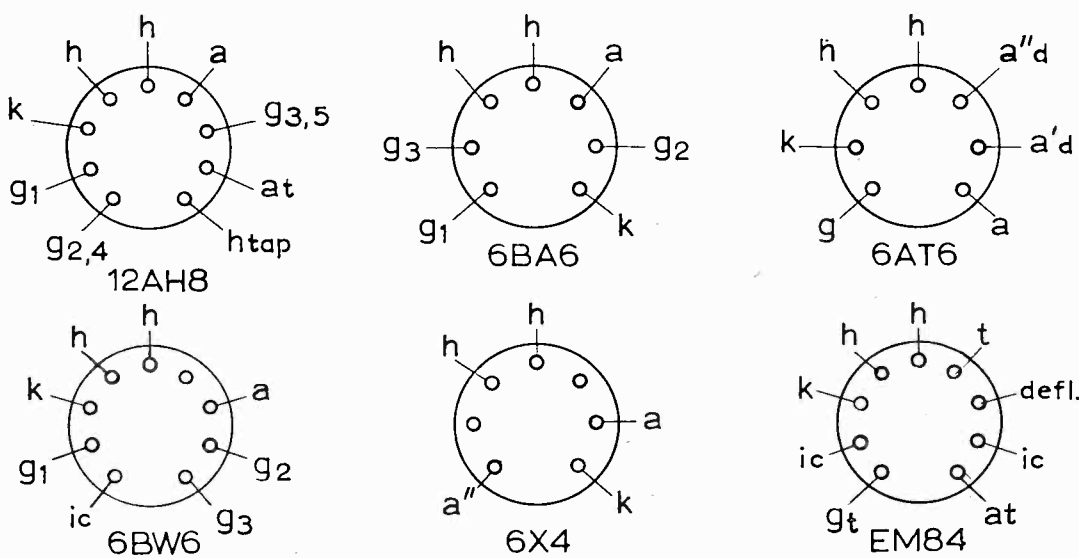 h h a
k g3,5
g1 at
g2,4 htap
12AH8
h h a
g3 g2
g1 k
6BA6
h h a"d
k a'd
g a
6AT6
h h
k a
g1 g2
ic g3
6BW6
h h
a
a" k
6X4
h h t
k defl.
ic ic
gt at
EM84